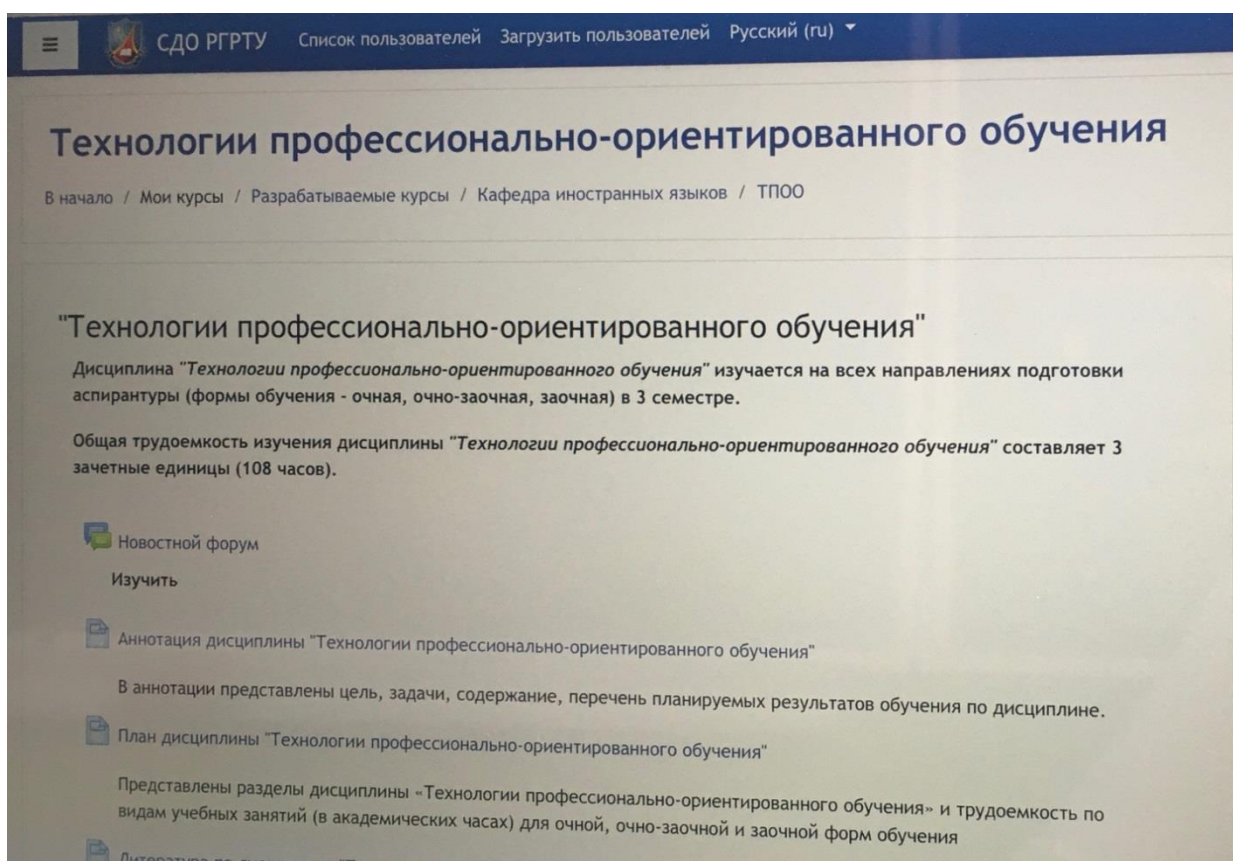 СДО РГРТУ Список пользователей Загрузить пользователей Русский (ru)
Технологии профессионально-ориентированного обучения
В начало / Мои курсы / Разрабатываемые курсы / Кафедра иностранных языков / ТПОО
"Технологии профессионально-ориентированного обучения"
Дисциплина "Технологии профессионально-ориентированного обучения" изучается на всех направлениях подготовки
аспирантуры (формы обучения - очная, очно-заочная, заочная) в 3 семестре.
Общая трудоемкость изучения дисциплины "Технологии профессионально-ориентированного обучения" составляет 3
зачетные единицы (108 часов).
Новостной форум
Изучить
Аннотация дисциплины "Технологии профессионально-ориентированного обучения"
В аннотации представлены цель, задачи, содержание, перечень планируемых результатов обучения по дисциплине.
План дисциплины "Технологии профессионально-ориентированного обучения"
Представлены разделы дисциплины «Технологии профессионально-ориентированного обучения» и трудоемкость по
видам учебных занятий (в академических часах) для очной, очно-заочной и заочной форм обучения